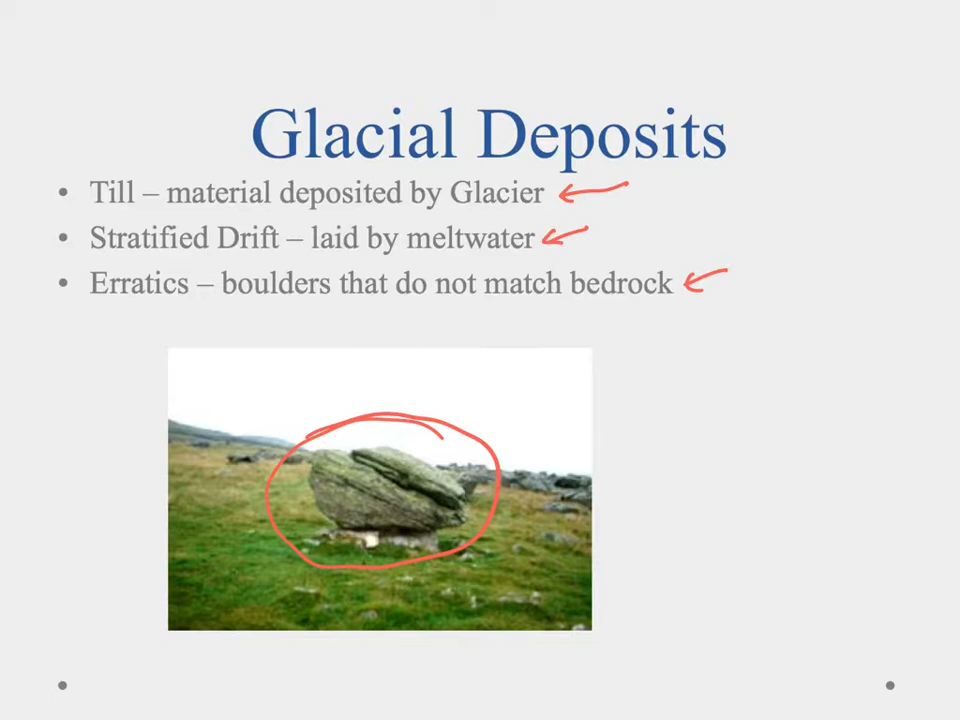 Glacial Deposits
• Till – material deposited by Glacier
• Stratified Drift – laid by meltwater
• Erratics – boulders that do not match bedrock